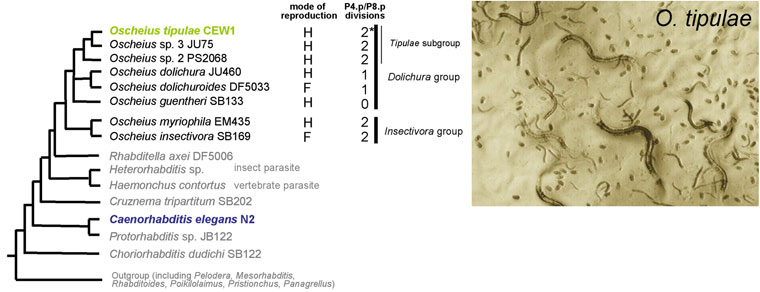 mode of reproduction
P4.p/P8.p divisions
O. tipulae
Oscheius tipulae CEW1 H 2*
Oscheius sp. 3 JU75 H 2
Tipulae subgroup
Oscheius sp. 2 PS2068 H 2
Oscheius dolichura JU460 H 1
Dolichura group
Oscheius dolichuroides DF5033 F 1
Oscheius guentheri SB133 H 0
Oscheius myriophila EM435 H 2
Oscheius insectivora SB169 F 2
Insectivora group
Rhabditella axei DF5006
Heterorhabditis sp. insect parasite
Haemonchus contortus vertebrate parasite
Cruznema tripartitum SB202
Caenorhabditis elegans N2
Protorhabditis sp. JB122
Choriorhabditis dudichi SB122
Outgroup (including Pelodera, Mesorhabditis,
Rhabditoides, Poikilolaimus, Pristionchus, Panagrellus)